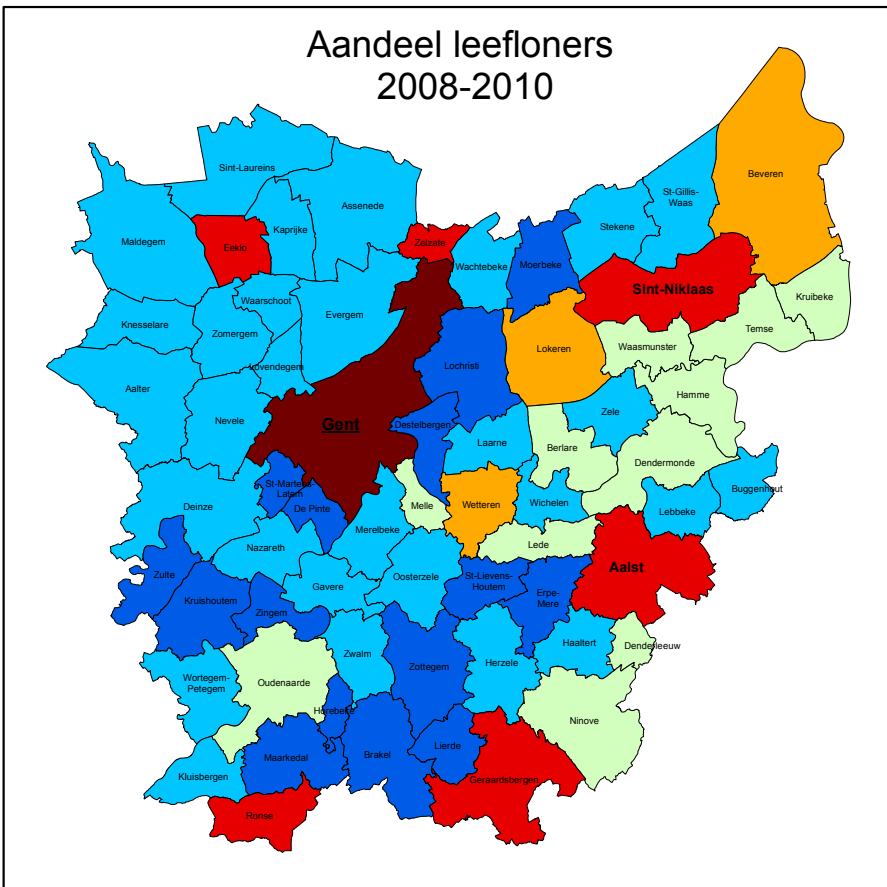 Aandeel leefloners
2008-2010
Beveren
Sint-Laureins
St-Gillis-
Waas
Assenede
Kaprijke
Stekene
Maldegem
Eeklo
Zelzate
Wachtebeke
Moerbeke
Sint-Niklaas
Kruibeke
Waarschoot
Evergem
Knesselare
Zomergem
Temse
Waasmunster
Lokeren
Lovendegem
Lochristi
Aalter
Hamme
Nevele
Zele
Gent
Destelbergen
Laarne
Berlare
Dendermonde
Buggenhout
St-Martens-
Latem
Deinze
De Pinte
Melle
Wetteren
Wichelen
Lebbeke
Merelbeke
Nazareth
Lede
Zulte
Oosterzele
St-Lievens-
Houtem
Aalst
Kruishoutem
Gavere
Erpe-
Mere
Zingem
Haaltert
Denderleeuw
Zwalm
Zottegem
Herzele
Wortegem-
Petegem
Oudenaarde
Horebeke
Ninove
Maarkedal
Brakel
Lierde
Kluisbergen
Geraardsbergen
Ronse